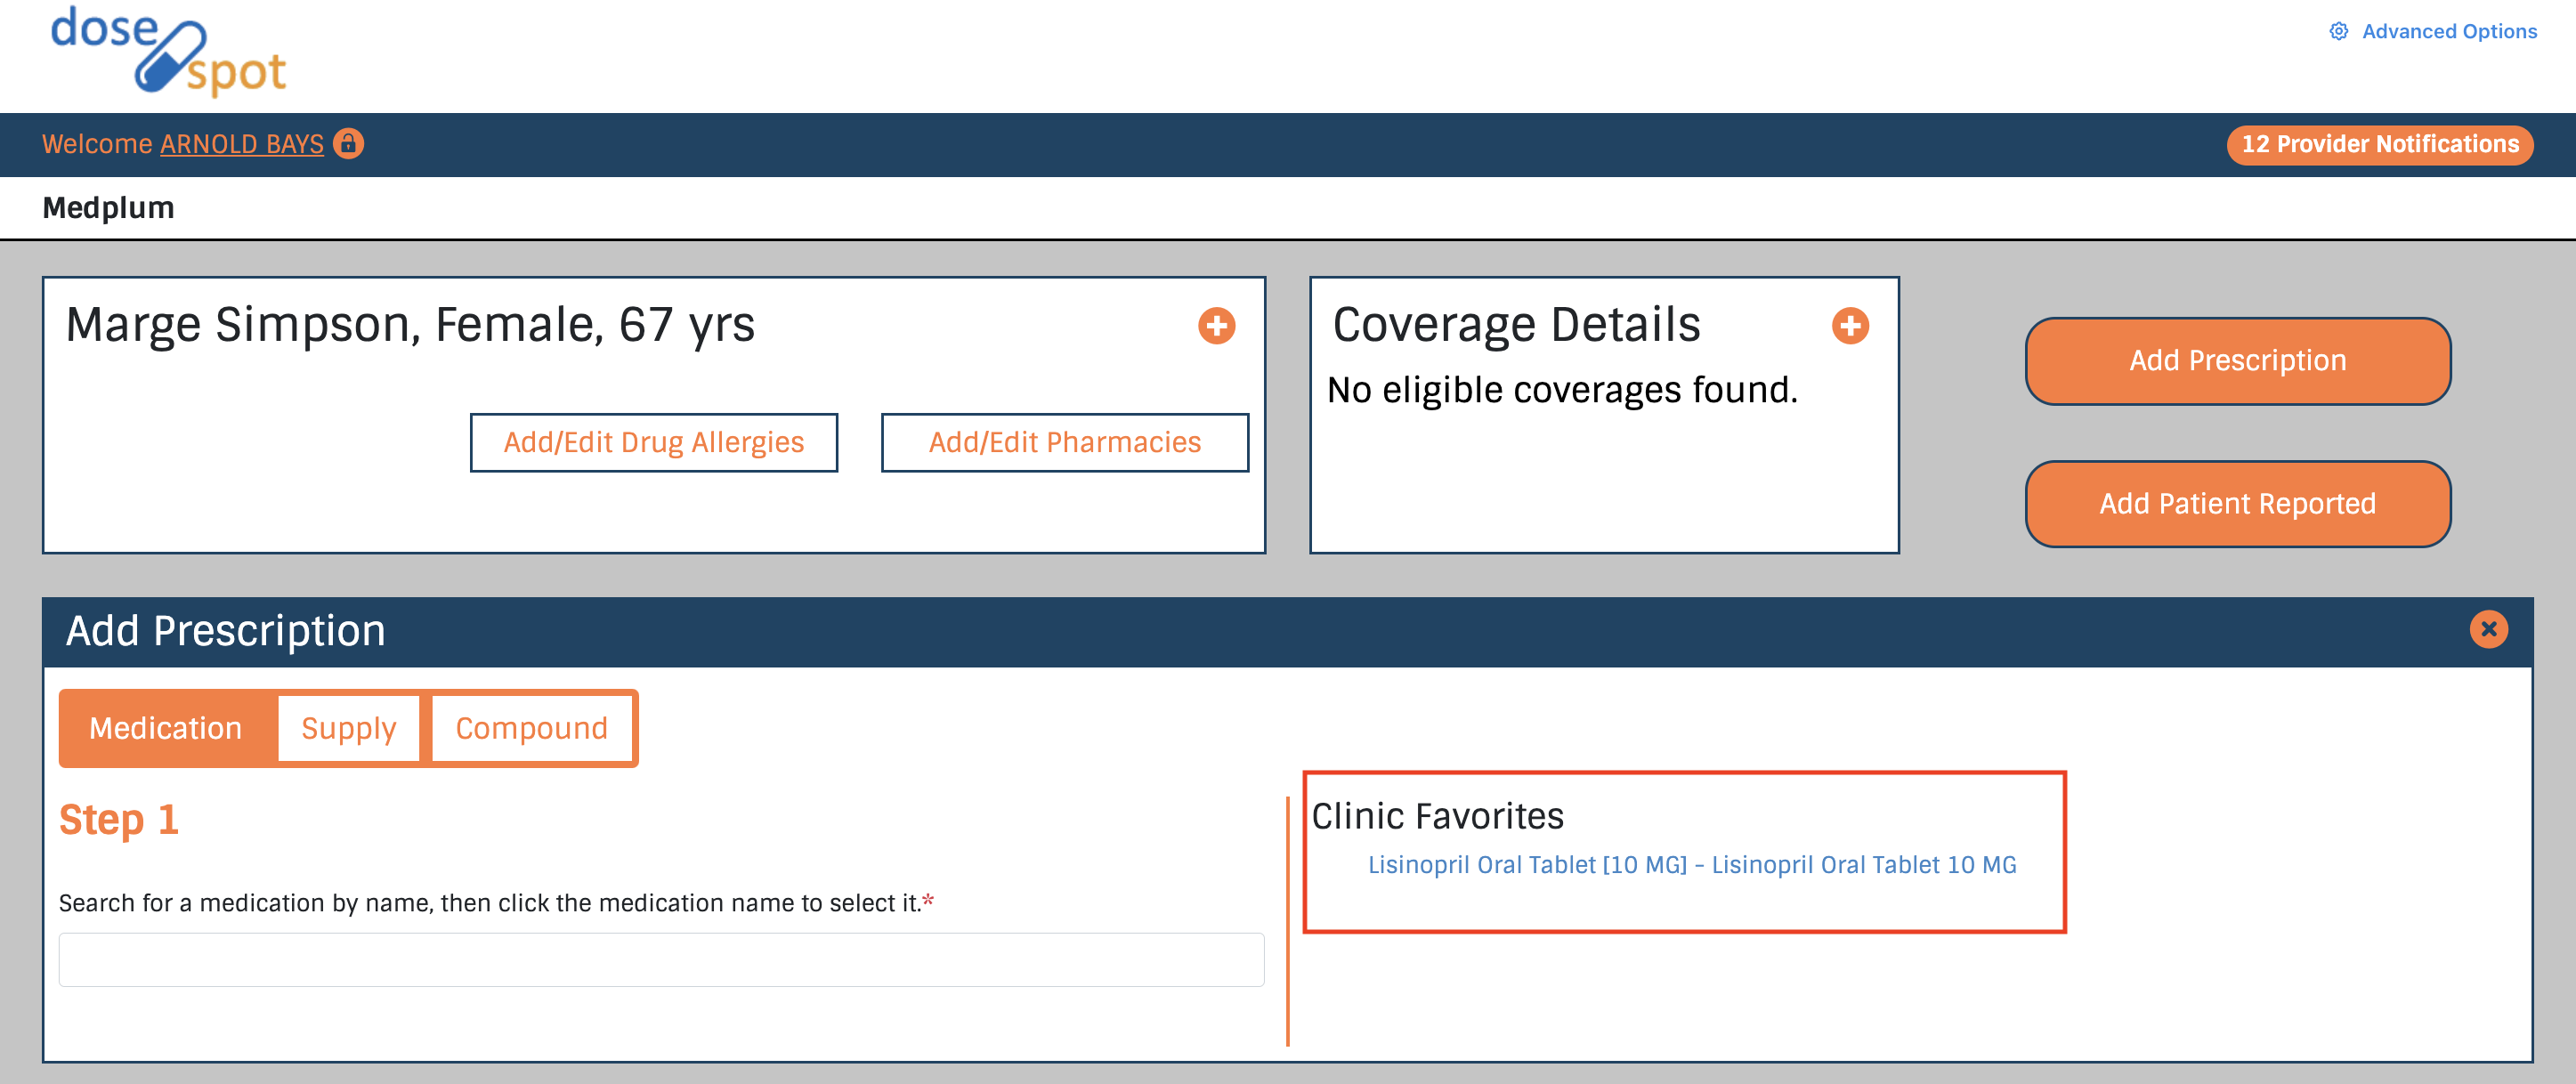 dose
spot
Advanced Options
Welcome ARNOLD BAYS
12 Provider Notifications
Medplum
Marge Simpson, Female, 67 yrs
Add/Edit Drug Allergies
Add/Edit Pharmacies
Coverage Details
No eligible coverages found.
Add Prescription
Add Patient Reported
Add Prescription
Medication
Supply
Compound
Step 1
Search for a medication by name, then click the medication name to select it.*
Clinic Favorites
Lisinopril Oral Tablet [10 MG] - Lisinopril Oral Tablet 10 MG